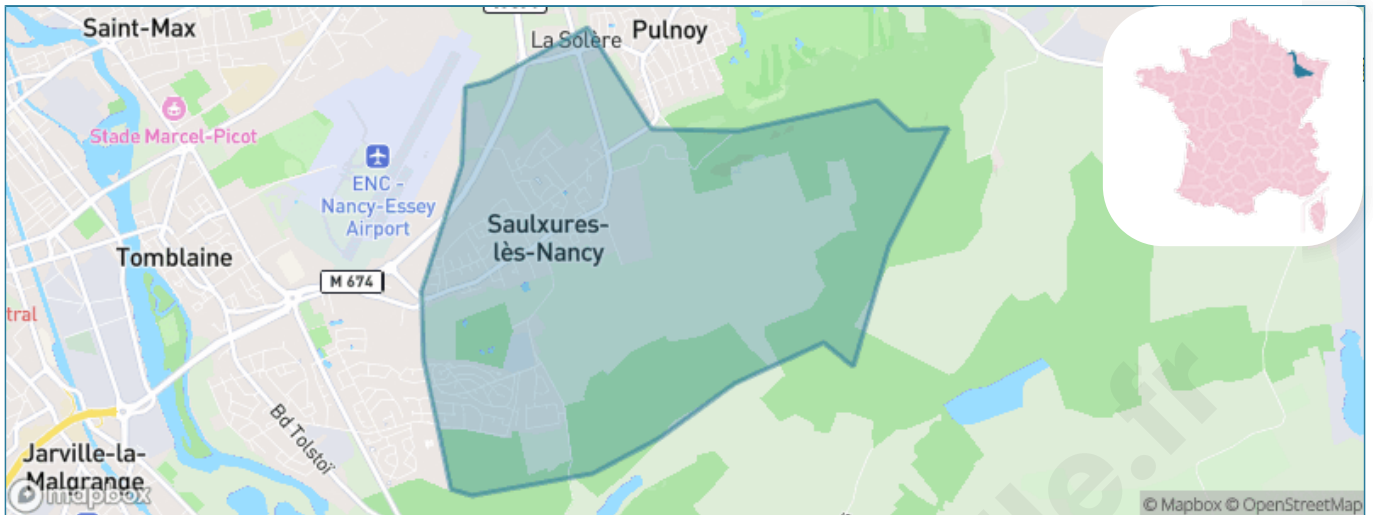 Saint-Max
La Solère
Pulnoy
Stade Marcel-Picot
ENC -
Nancy-Essey
Airport
Saulxures-
lès-Nancy
Tomblaine
M 674
tral
Bd Tolstoï
Jarville-la-
Malgrange
mapbox
© Mapbox © OpenStreetMap